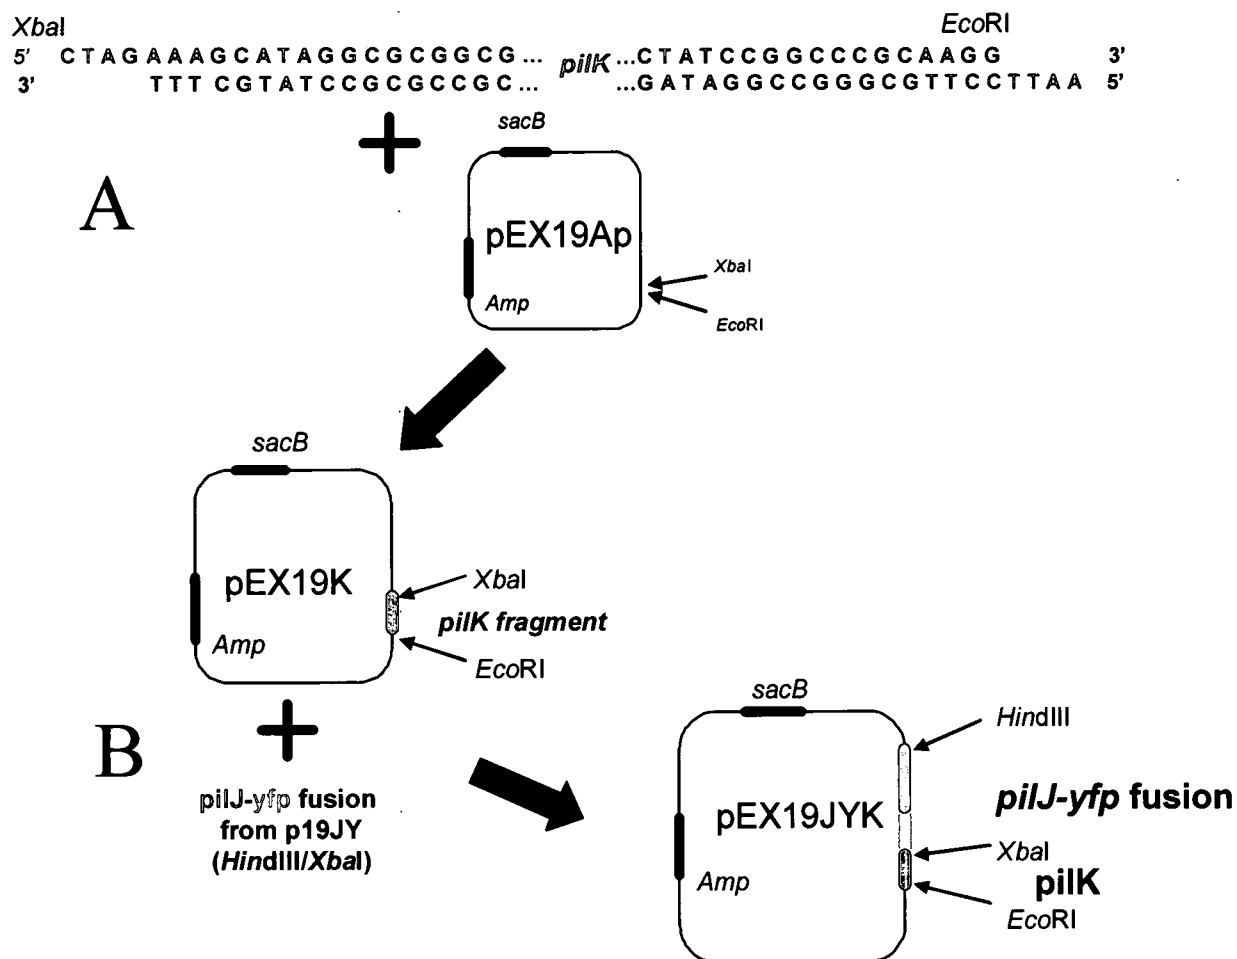 XbaI EcoRI
5' CTAGAAAGCATAGGCGCGGCG... pilK ...CTATCCGGCCCGCAAGG 3'
3' TTTCGTATCCGCGCCGC... ...GATAGGCCGGGCGTTCCTTAA 5'
sacB
A
pEX19Ap
XbaI
Amp
EcoRI
sacB
pEX19K
XbaI
pilK fragment
Amp
EcoRI
B
pilJ-yfp fusion
from p19JY
(HindIII/XbaI)
sacB
HindIII
pEX19JYK
pilJ-yfp fusion
XbaI
pilK
Amp
EcoRI